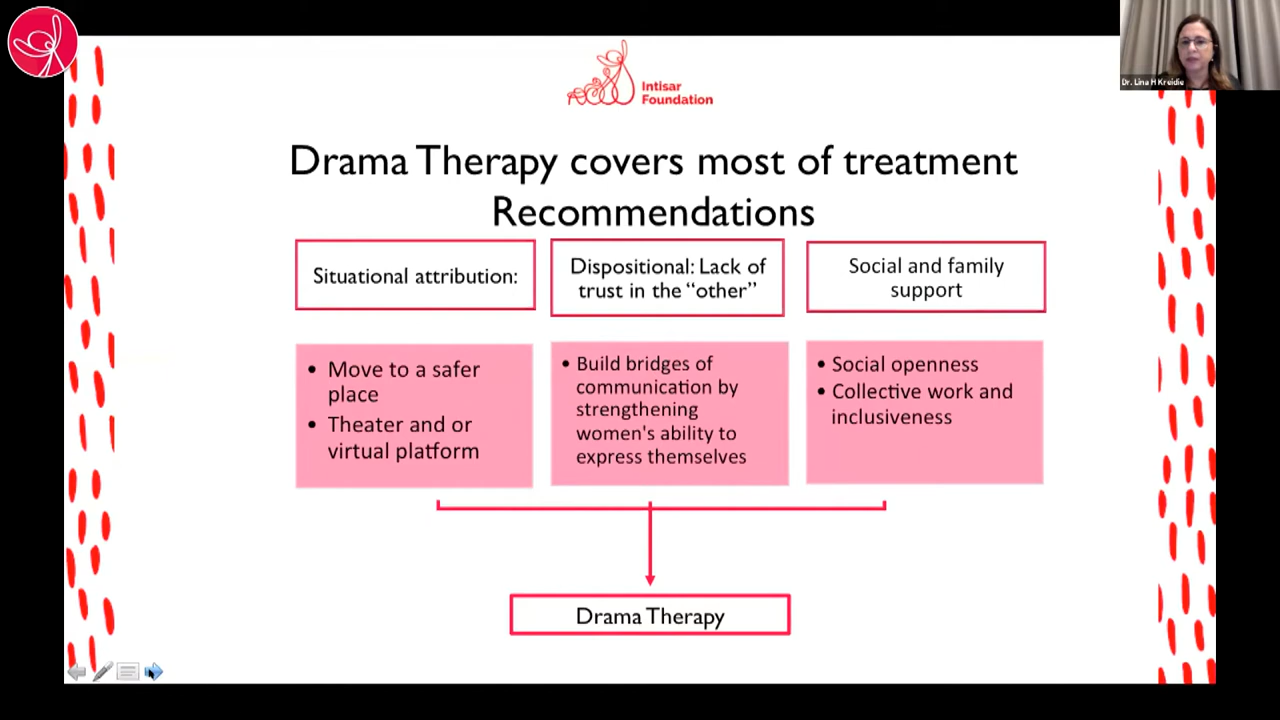 Dr. Lina H Kreidie
Intisar
Foundation
Drama Therapy covers most of treatment
Recommendations
Situational attribution:
Dispositional: Lack of
trust in the “other”
Social and family
support
• Move to a safer
place
• Theater and or
virtual platform
• Build bridges of
communication by
strengthening
women's ability to
express themselves
• Social openness
• Collective work and
inclusiveness
Drama Therapy